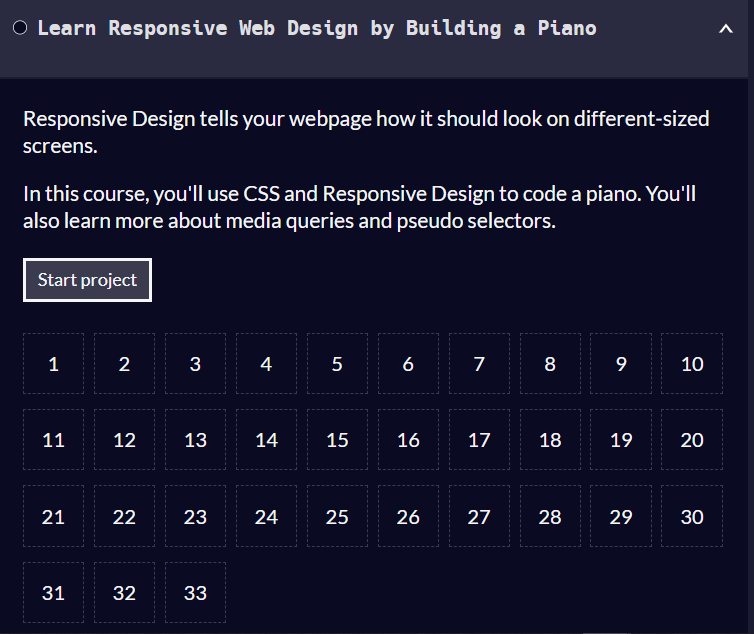 Learn Responsive Web Design by Building a Piano
Responsive Design tells your webpage how it should look on different-sized
screens.
In this course, you'll use CSS and Responsive Design to code a piano. You'll
also learn more about media queries and pseudo selectors.
Start project
1 2 3 4 5 6 7 8 9 10
11 12 13 14 15 16 17 18 19 20
21 22 23 24 25 26 27 28 29 30
31 32 33